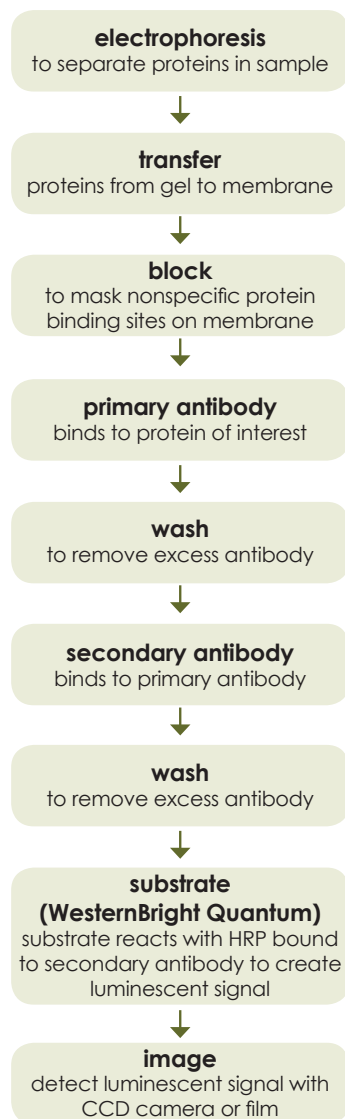 electrophoresis
to separate proteins in sample
transfer
proteins from gel to membrane
block
to mask nonspecific protein
binding sites on membrane
primary antibody
binds to protein of interest
wash
to remove excess antibody
secondary antibody
binds to primary antibody
wash
to remove excess antibody
substrate
(WesternBright Quantum)
substrate reacts with HRP bound
to secondary antibody to create
luminescent signal
image
detect luminescent signal with
CCD camera or film